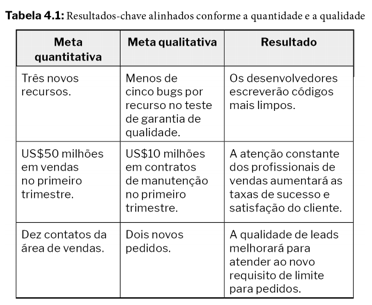 Tabela 4.1: Resultados-chave alinhados conforme a quantidade e a qualidade
Meta
quantitativa
Meta qualitativa
Resultado
Três novos
recursos.
Menos de
cinco bugs por
recurso no teste
de garantia de
qualidade.
Os desenvolvedores
escreverão códigos
mais limpos.
US$50 milhões
em vendas
no primeiro
trimestre.
US$10 milhões
em contratos
de manutenção
no primeiro
trimestre.
A atenção constante
dos profissionais de
vendas aumentará as
taxas de sucesso e
satisfação do cliente.
Dez contatos da
área de vendas.
Dois novos
pedidos.
A qualidade de leads
melhorará para
atender ao novo
requisito de limite
para pedidos.